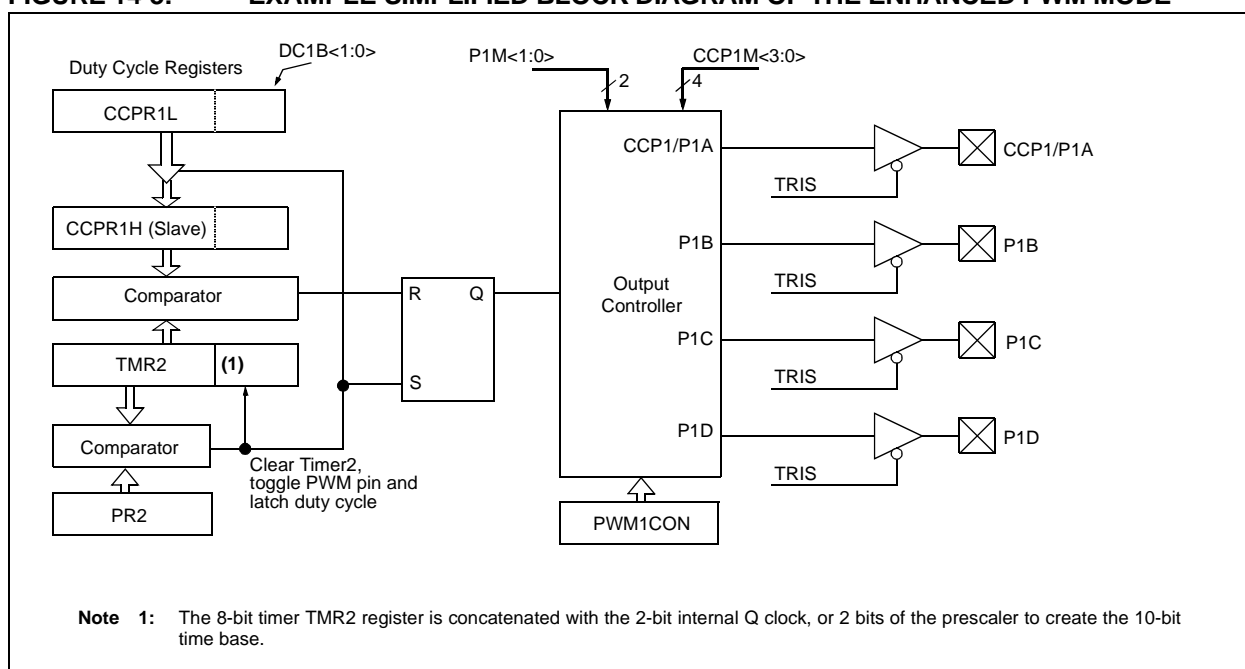 FIGURE 14-3: EXAMPLE SIMPLIFIED BLOCK DIAGRAM OF THE ENHANCED PWM MODE
DC1B<1:0>
Duty Cycle Registers
CCPR1L
CCPR1H (Slave)
Comparator
TMR2
(1)
Comparator
PR2
Clear Timer2,
toggle PWM pin and
latch duty cycle
R
Q
S
P1M<1:0>
2
CCP1M<3:0>
4
Output
Controller
CCP1/P1A
TRIS
CCP1/P1A
P1B
TRIS
P1B
P1C
TRIS
P1C
P1D
TRIS
P1D
PWM1CON
Note 1: The 8-bit timer TMR2 register is concatenated with the 2-bit internal Q clock, or 2 bits of the prescaler to create the 10-bit
time base.